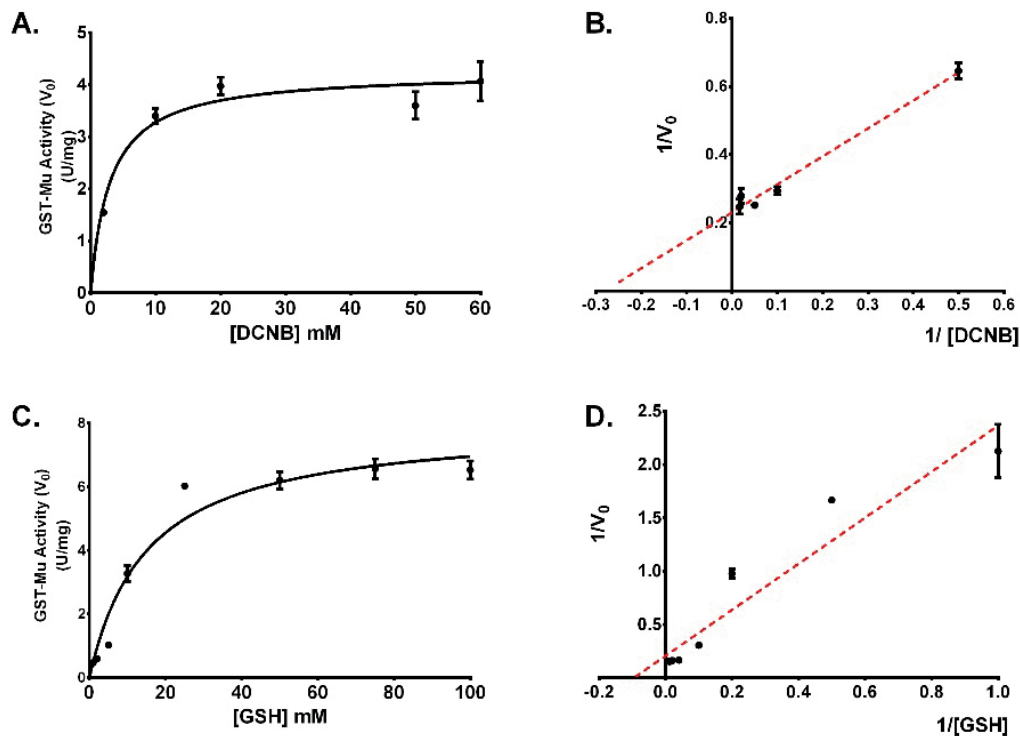 A.
GST-Mu Activity (V0)
(U/mg)
5
4
3
2
1
0
0 10 20 30 40 50 60
[DCNB] mM
B.
1/V0
0.8
0.6
0.4
0.2
-0.3 -0.2 -0.1 0.0 0.1 0.2 0.3 0.4 0.5 0.6
1/ [DCNB]
C.
GST-Mu Activity (V0)
(U/mg)
8
6
4
2
0
0 20 40 60 80 100
[GSH] mM
D.
1/V0
2.5
2.0
1.5
1.0
0.5
-0.2 0.0 0.2 0.4 0.6 0.8 1.0
1/[GSH]